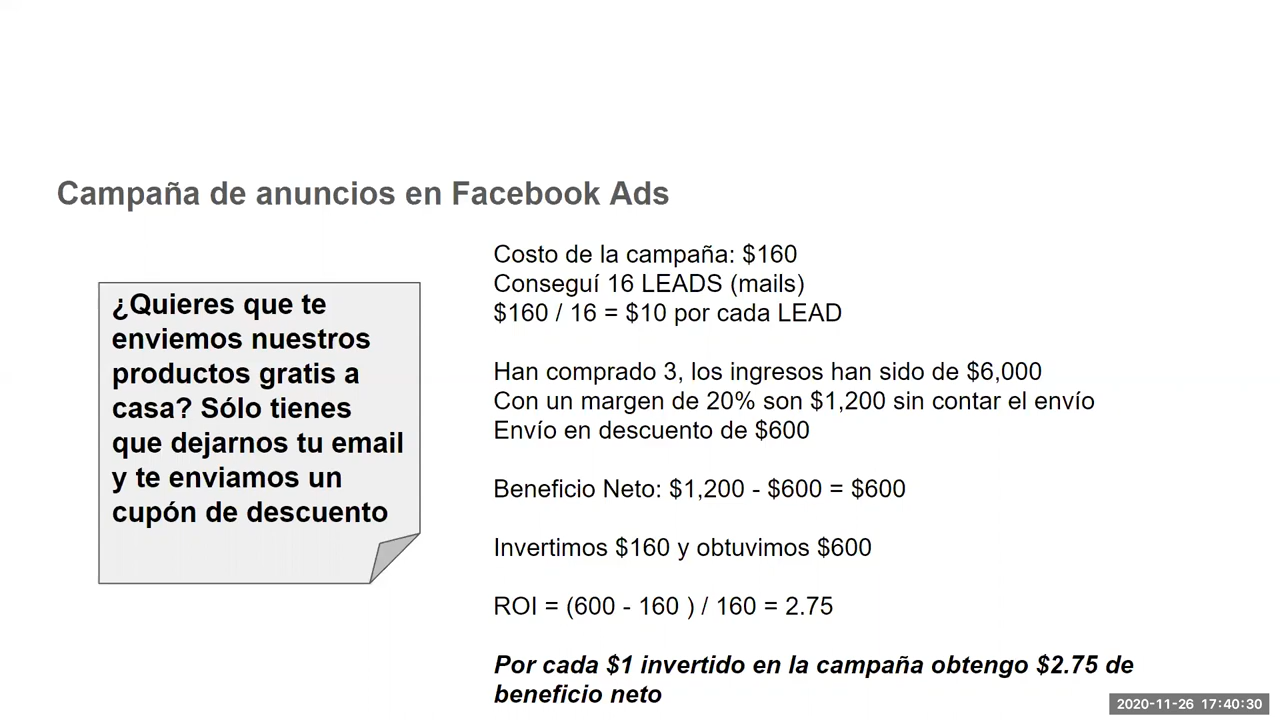 Campaña de anuncios en Facebook Ads
¿Quieres que te
enviemos nuestros
productos gratis a
casa? Sólo tienes
que dejarnos tu email
y te enviamos un
cupón de descuento
Costo de la campaña: $160
Conseguí 16 LEADS (mails)
$160 / 16 = $10 por cada LEAD
Han comprado 3, los ingresos han sido de $6,000
Con un margen de 20% son $1,200 sin contar el envío
Envío en descuento de $600
Beneficio Neto: $1,200 - $600 = $600
Invertimos $160 y obtuvimos $600
ROI = (600 - 160 ) / 160 = 2.75
Por cada $1 invertido en la campaña obtengo $2.75 de
beneficio neto
2020-11-26 17:40:30